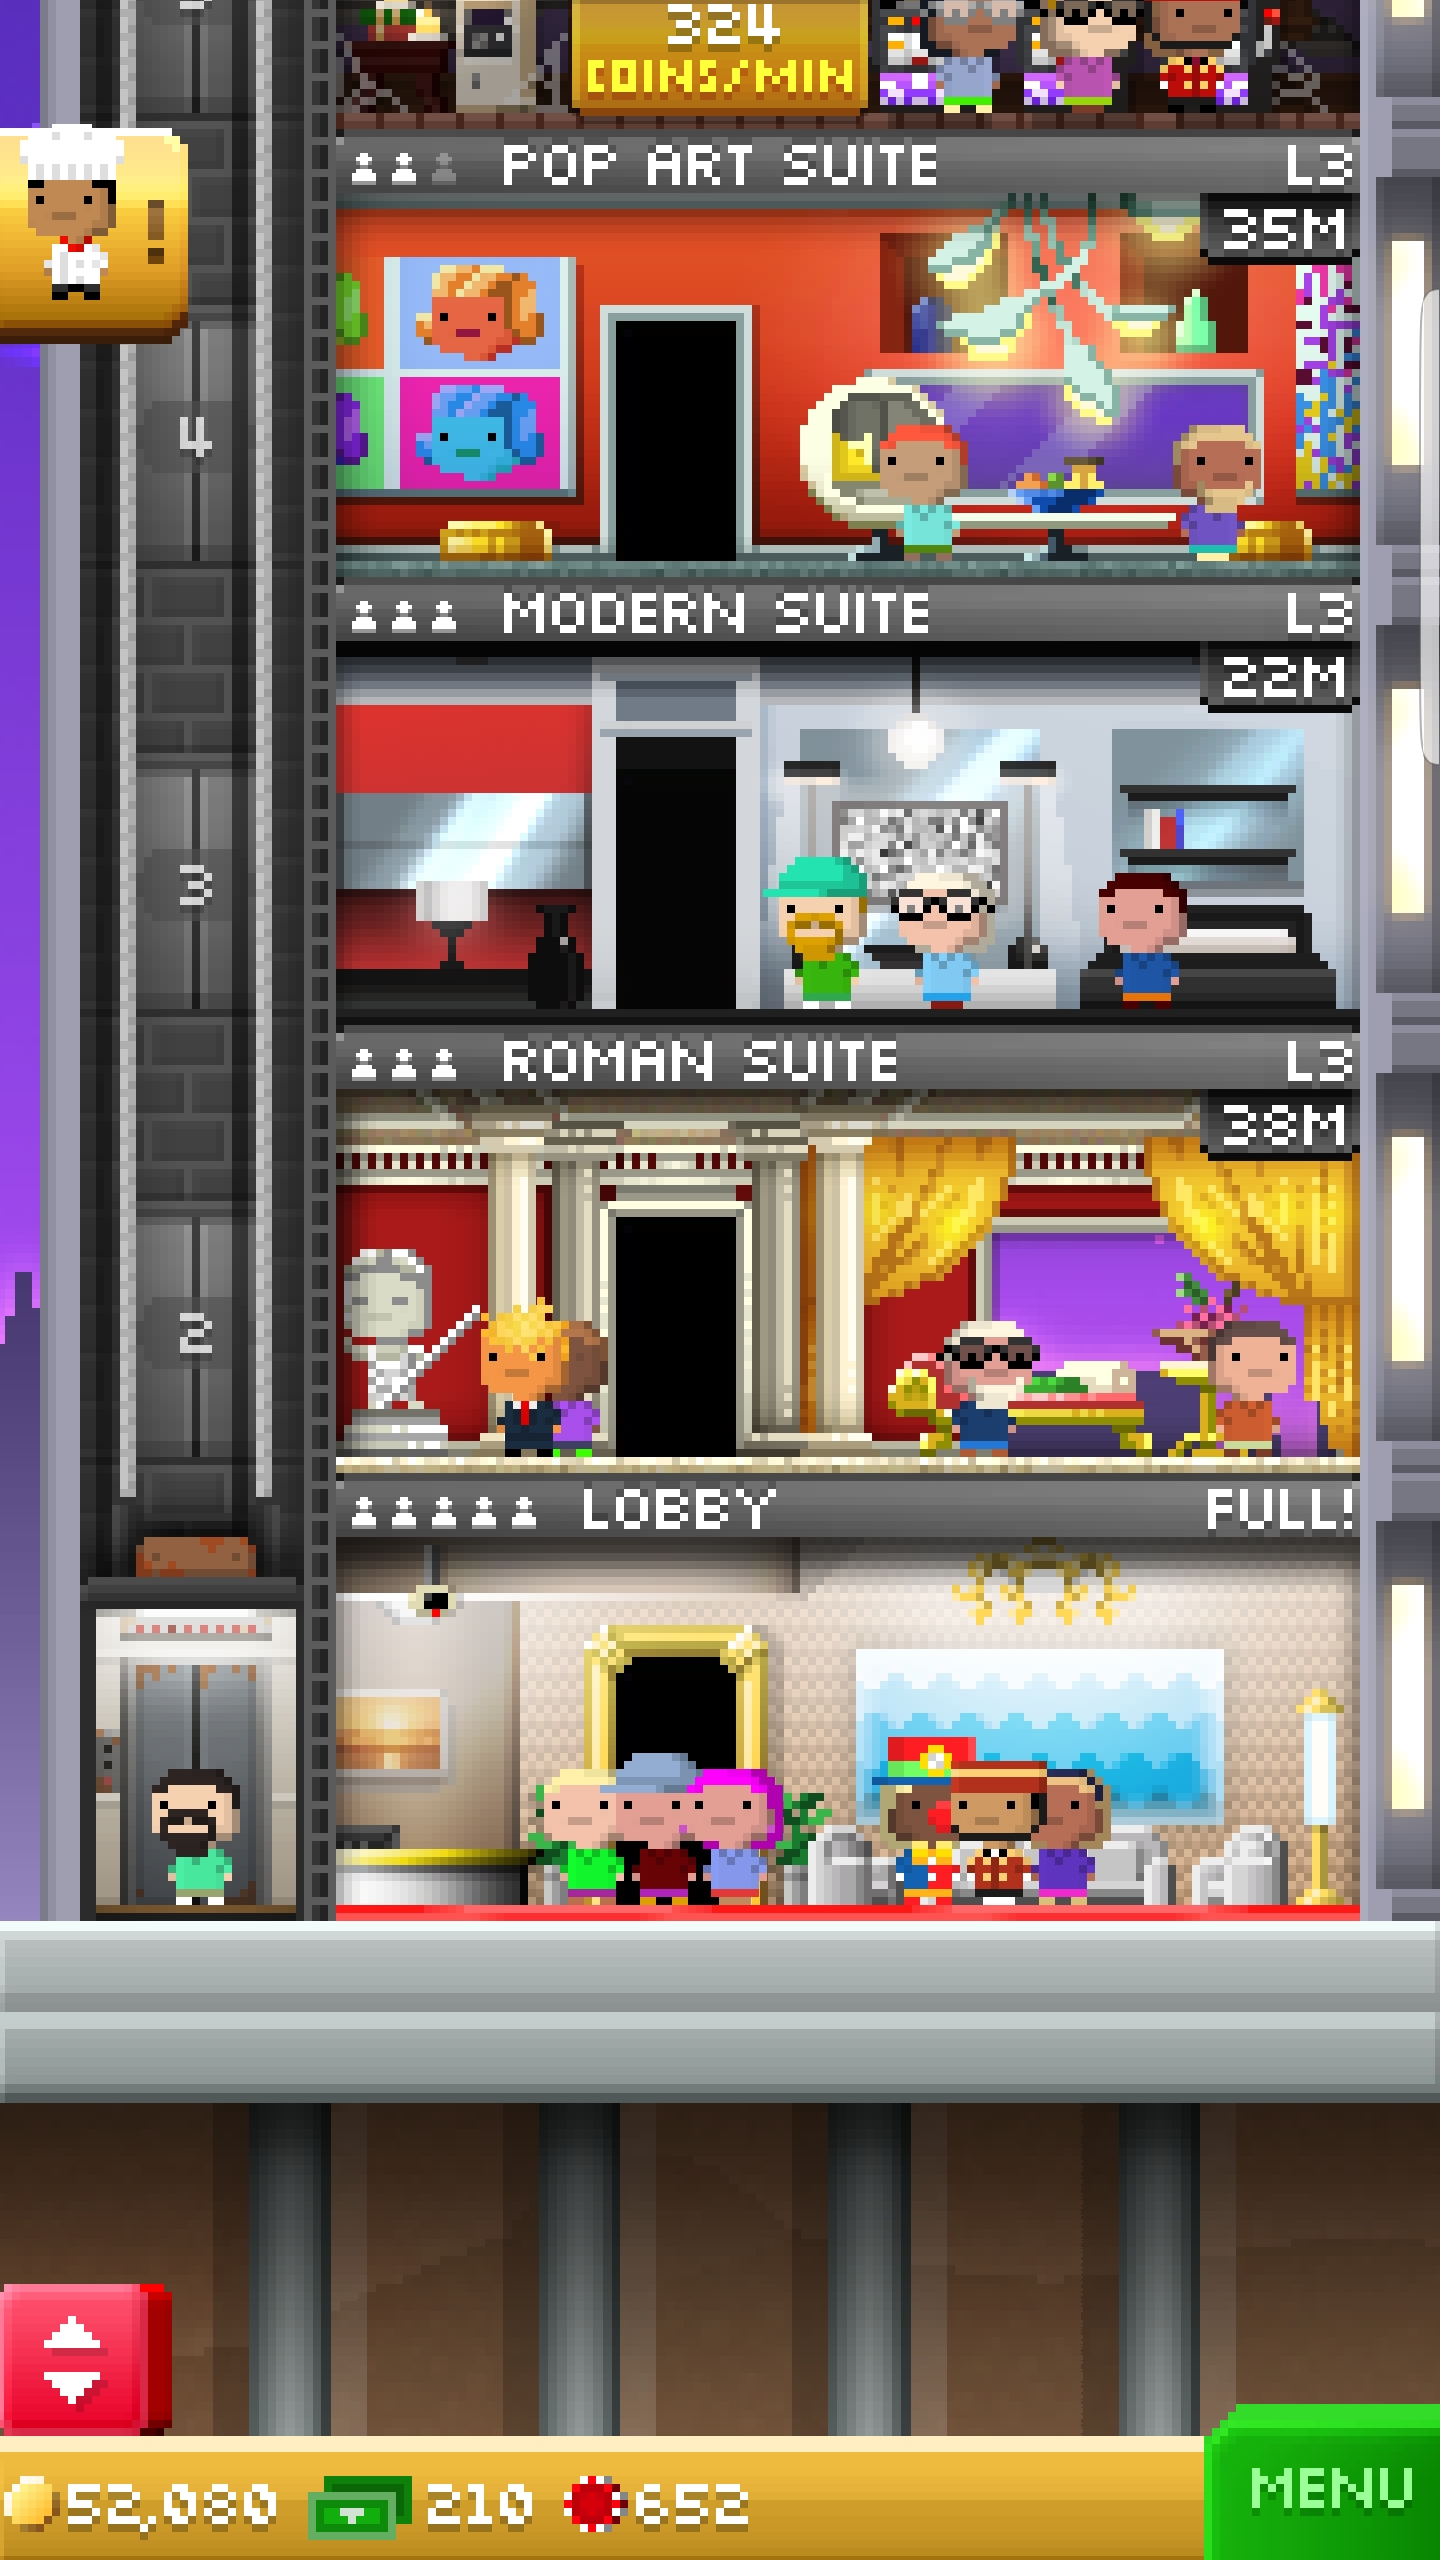 324
COINS/MIN
POP ART SUITE L3
35M
!
4
MODERN SUITE L3
22M
3
ROMAN SUITE L3
38M
2
LOBBY FULL!
52,080 210 652
MENU